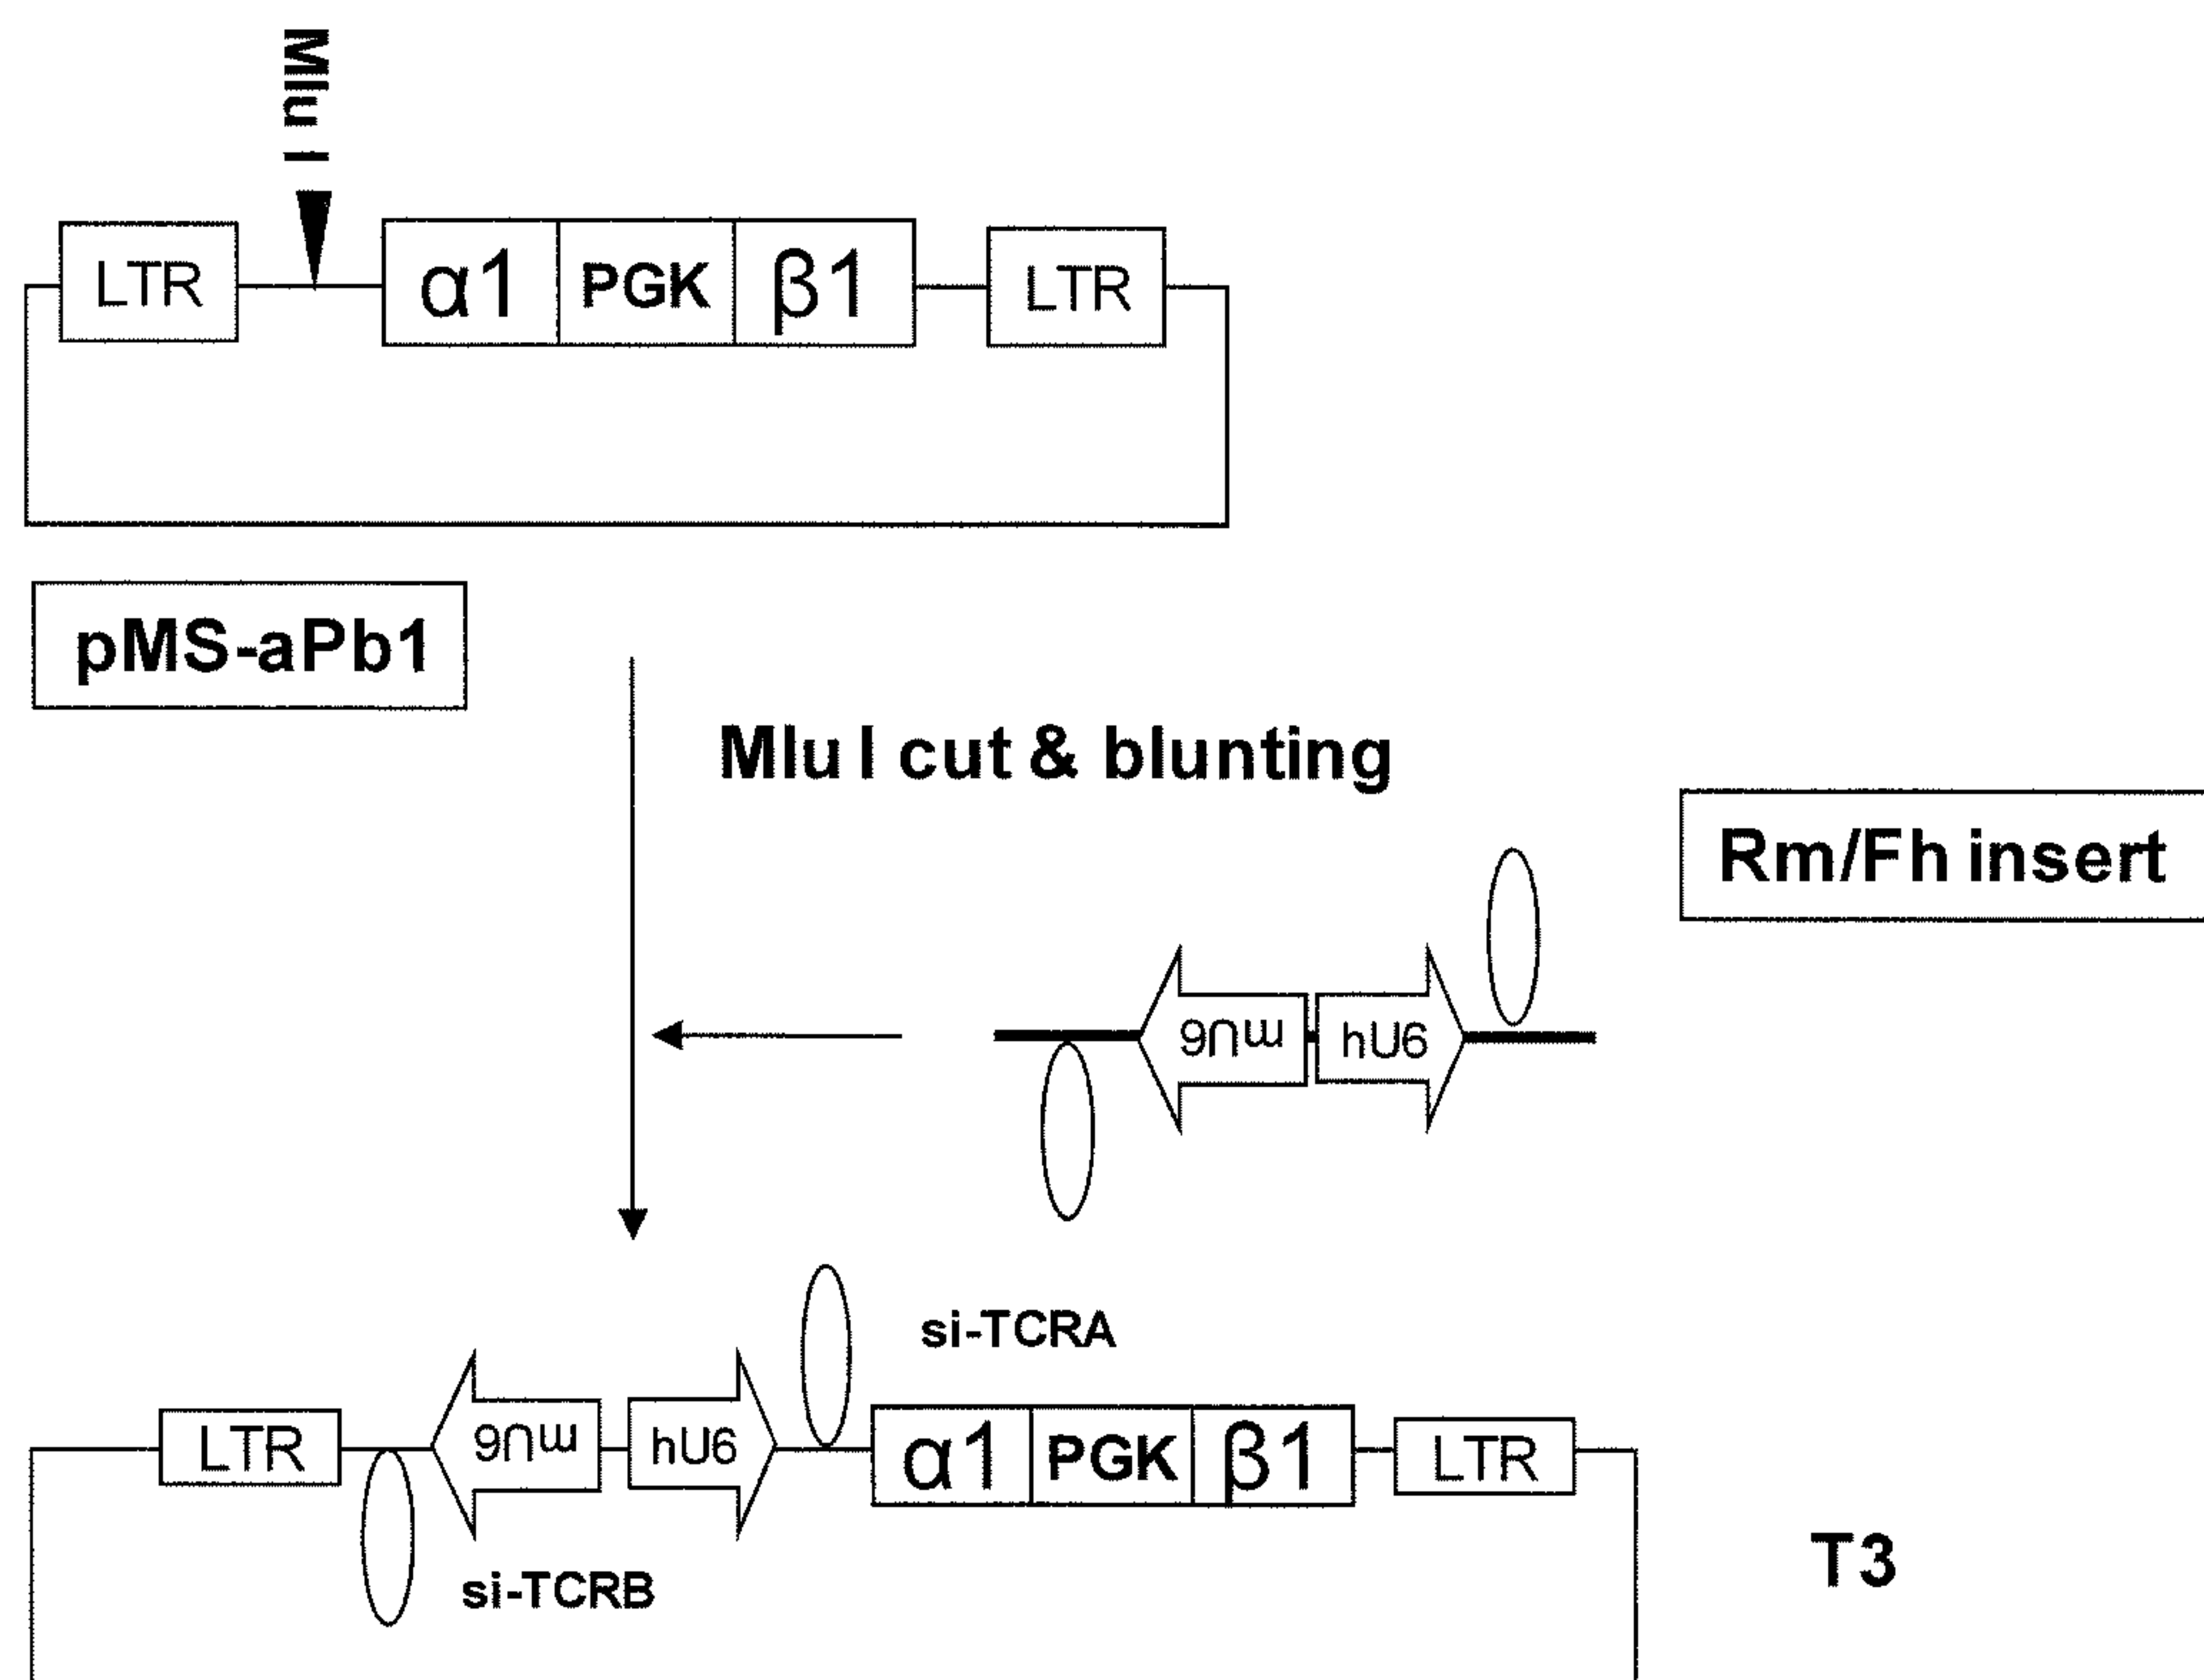 Mlu I
LTR
α1
PGK
β1
LTR
pMS-aPb1
Mlu I cut & blunting
Rm/Fh insert
mU6
hU6
si-TCRA
LTR
mU6
hU6
α1
PGK
β1
LTR
T3
si-TCRB